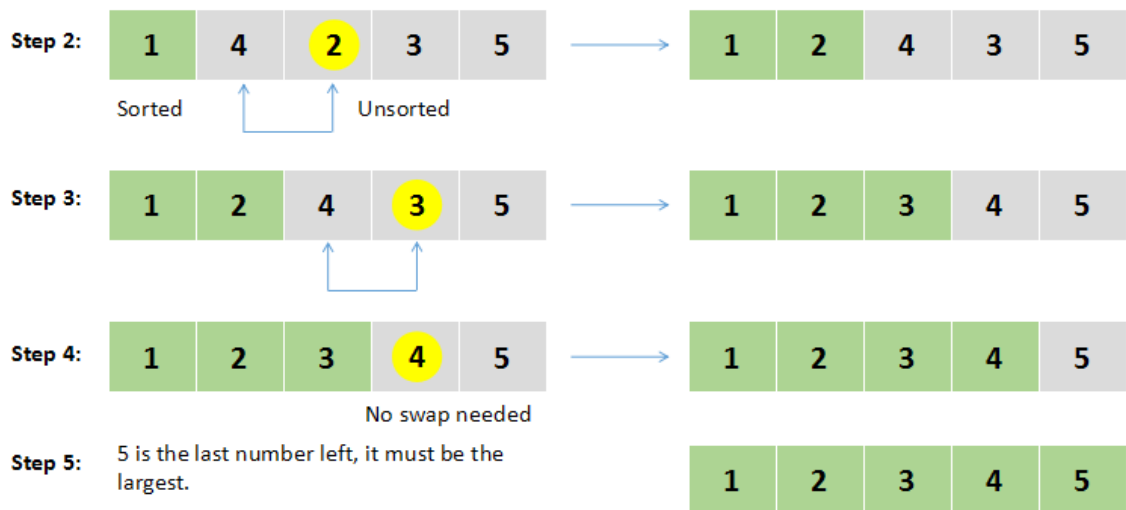 Step 2: 1 4 2 3 5 1 2 4 3 5
Sorted Unsorted
Step 3: 1 2 4 3 5 1 2 3 4 5
Step 4: 1 2 3 4 5 1 2 3 4 5
No swap needed
Step 5: 5 is the last number left, it must be the
largest.
1 2 3 4 5